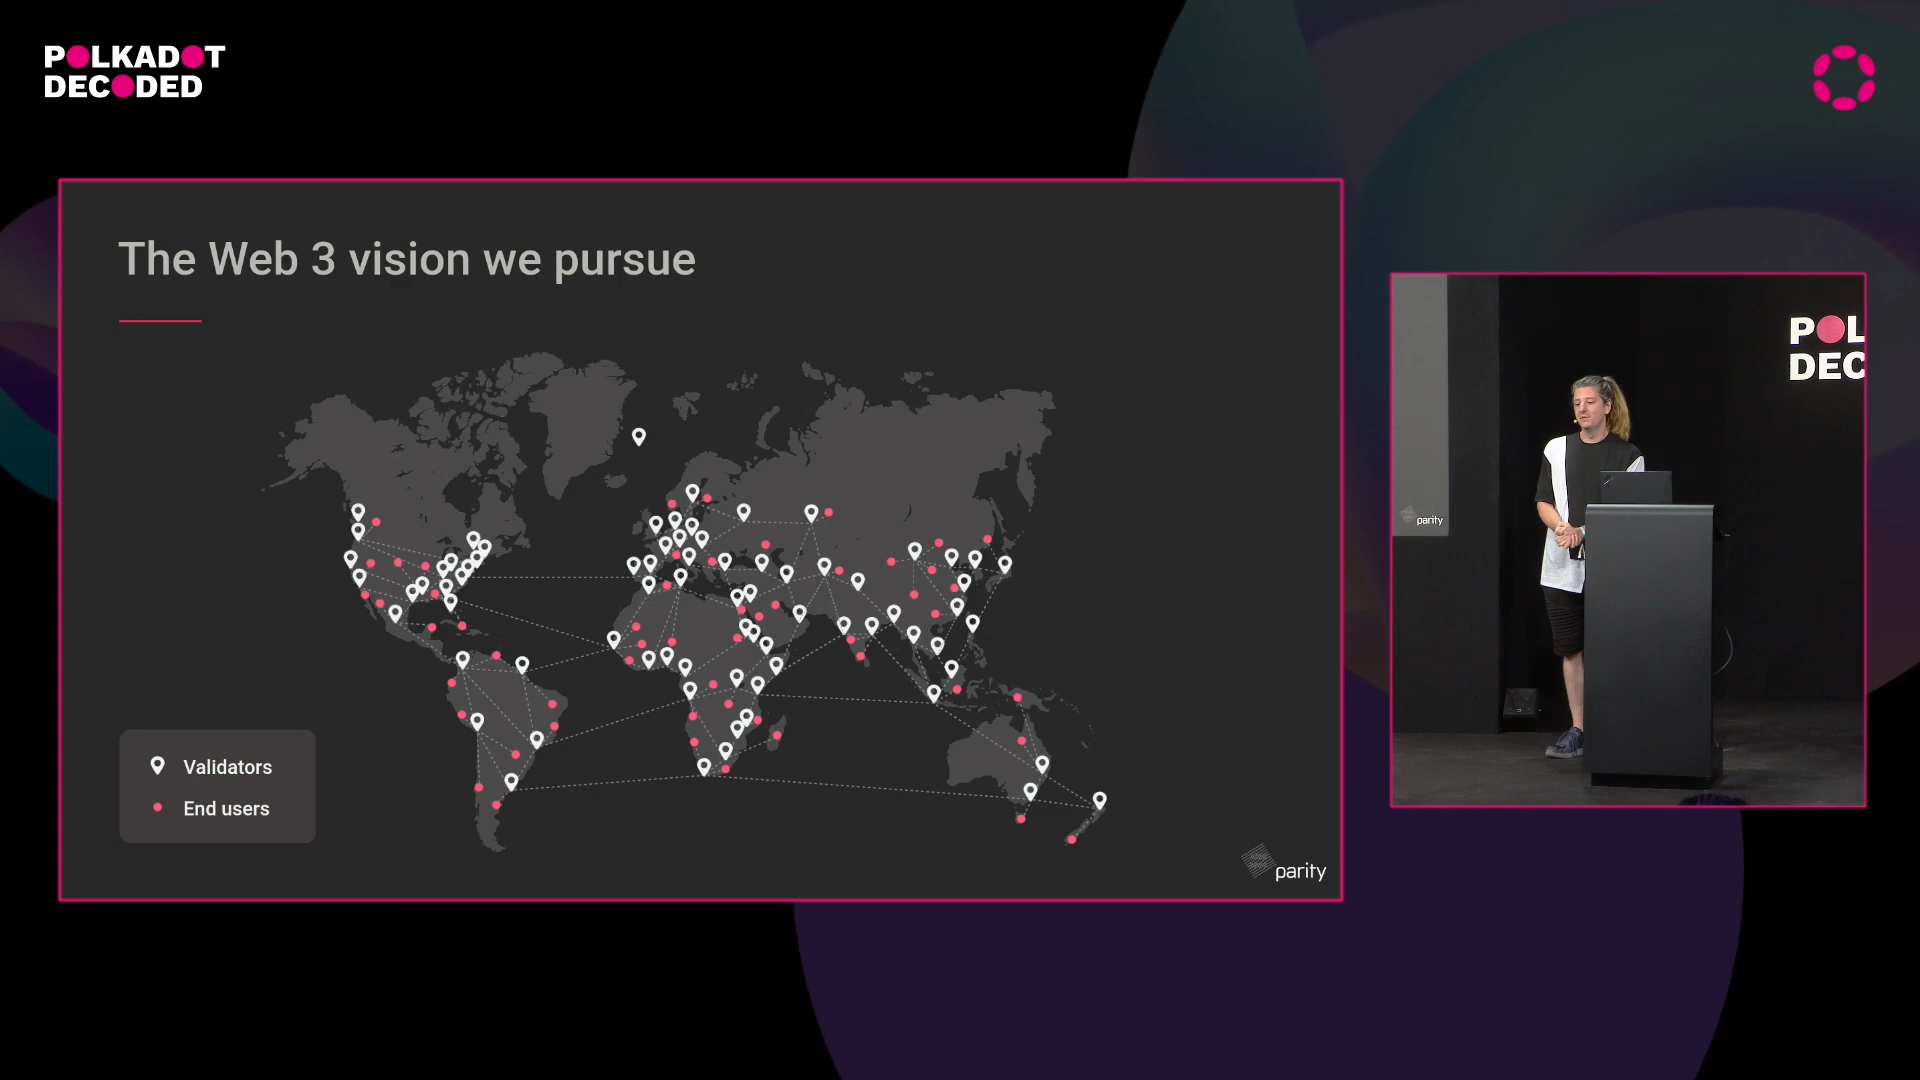 POLKADOT
DECODED
The Web 3 vision we pursue
Validators
End users
parity
parity
POL
DEC